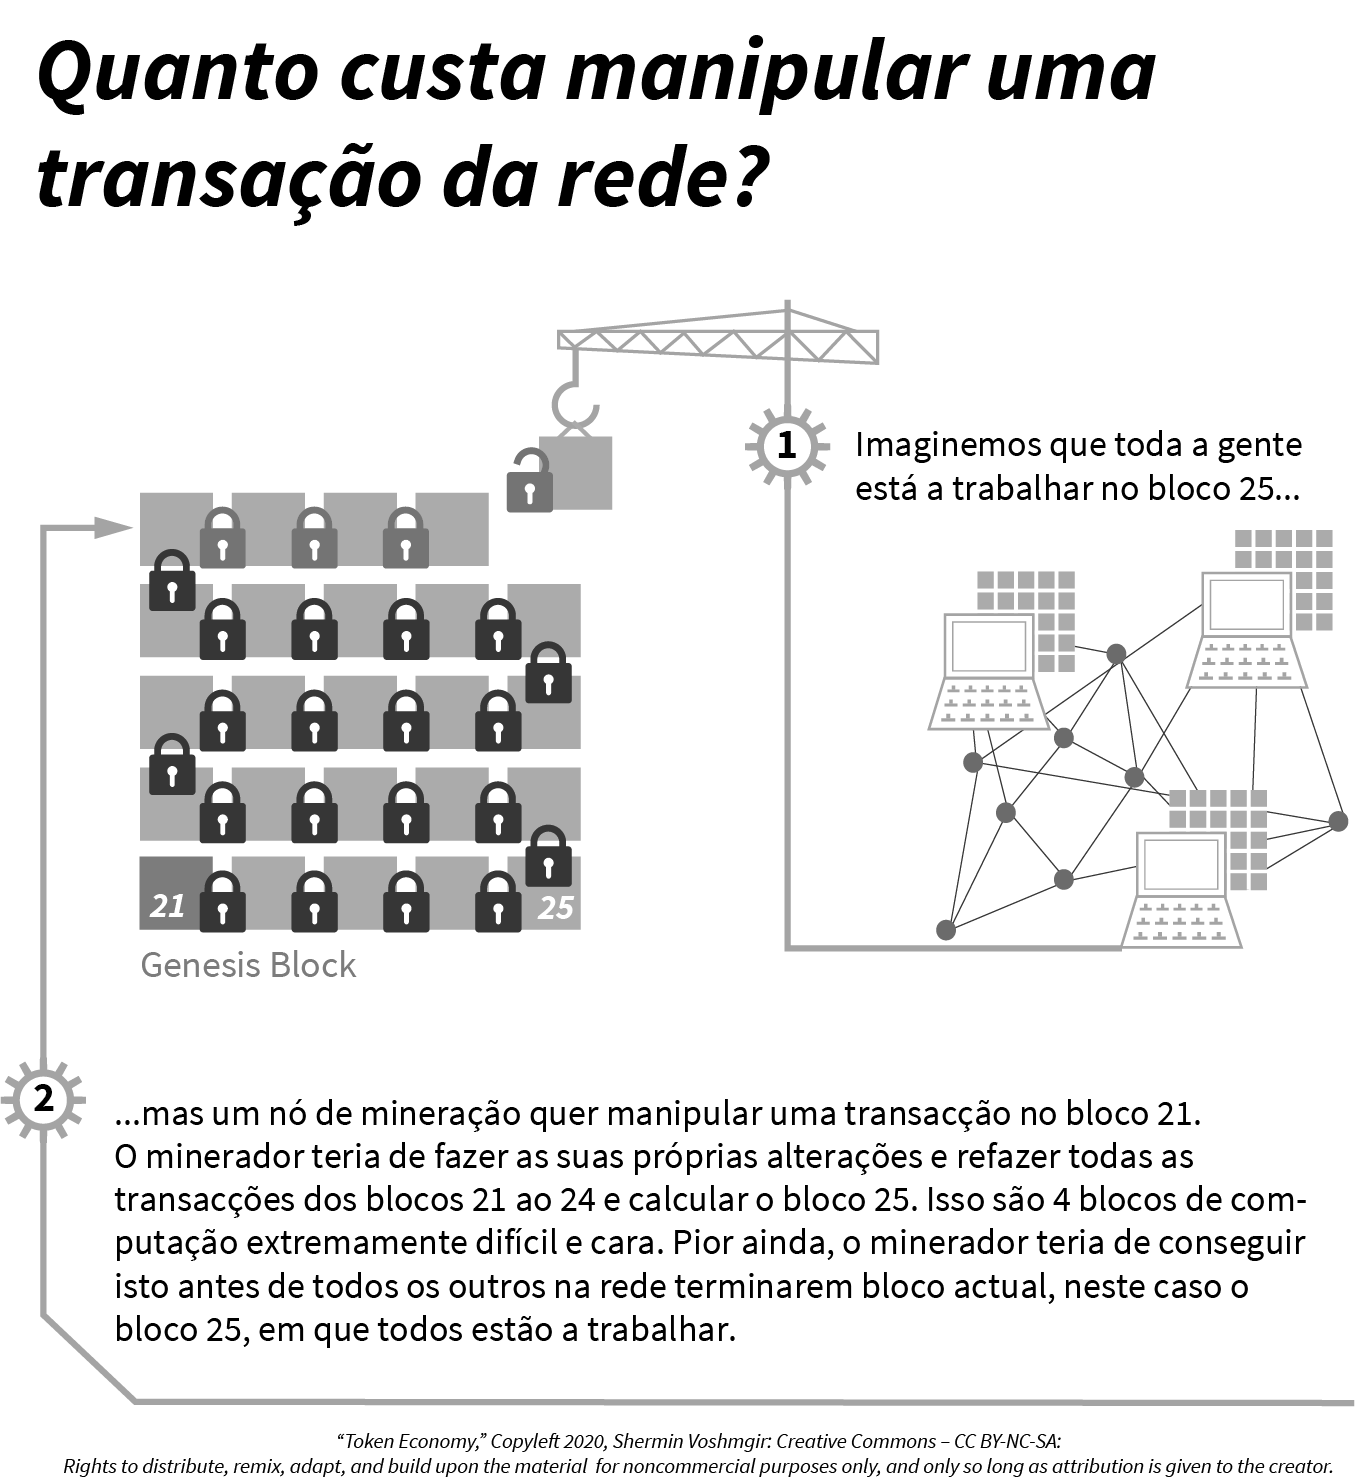 Quanto custa manipular uma
transação da rede?
1
Imaginemos que toda a gente
está a trabalhar no bloco 25...
21
25
Genesis Block
2
...mas um nó de mineração quer manipular uma transacção no bloco 21.
O minerador teria de fazer as suas próprias alterações e refazer todas as
transacções dos blocos 21 ao 24 e calcular o bloco 25. Isso são 4 blocos de com-
putação extremamente difícil e cara. Pior ainda, o minerador teria de conseguir
isto antes de todos os outros na rede terminarem bloco actual, neste caso o
bloco 25, em que todos estão a trabalhar.
“Token Economy,” Copyleft 2020, Shermin Voshmgir: Creative Commons – CC BY-NC-SA:
Rights to distribute, remix, adapt, and build upon the material for noncommercial purposes only, and only so long as attribution is given to the creator.